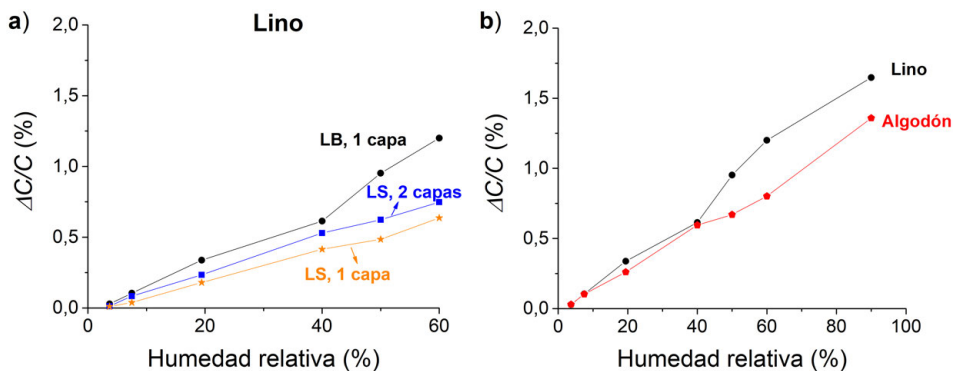 a)
Lino
2,0
1,5
1,0
0,5
0,0
ΔC/C (%)
LB, 1 capa
LS, 2 capas
LS, 1 capa
0
20
40
60
Humedad relativa (%)
b)
2,0
1,5
1,0
0,5
0,0
ΔC/C (%)
Lino
Algodón
0
20
40
60
80
100
Humedad relativa (%)